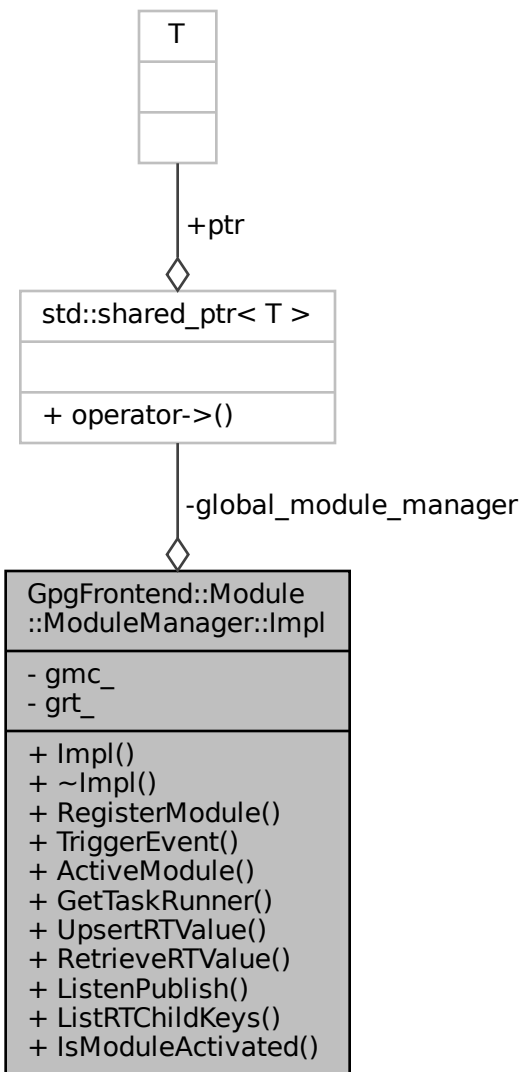 T
+ptr
std::shared_ptr< T >
+ operator->()
-global_module_manager
GpgFrontend::Module
::ModuleManager::Impl
- gmc_
- grt_
+ Impl()
+ ~Impl()
+ RegisterModule()
+ TriggerEvent()
+ ActiveModule()
+ GetTaskRunner()
+ UpsertRTValue()
+ RetrieveRTValue()
+ ListenPublish()
+ ListRTChildKeys()
+ IsModuleActivated()